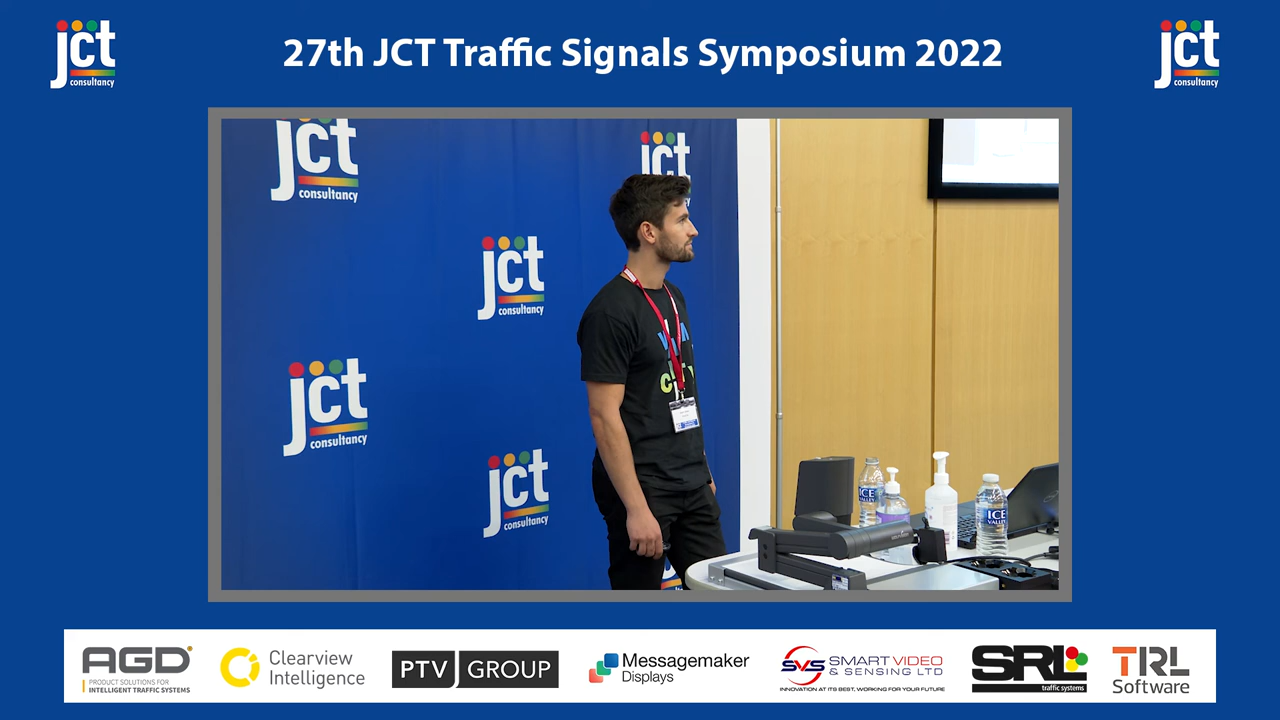 jct
consultancy
27th JCT Traffic Signals Symposium 2022
jct
consultancy
jct
consultancy
jct
jct
consultancy
jct
consultancy
jct
consultancy
ICE
VALLEY
ICE
VALLEY
AGD
PRODUCT SOLUTIONS FOR
INTELLIGENT TRAFFIC SYSTEMS
Clearview
Intelligence
PTV GROUP
Messagemaker
Displays
SVS SMART VIDEO
& SENSING LTD
INNOVATION AT ITS BEST, WORKING FOR YOUR FUTURE
SRL
traffic systems
TRL
Software